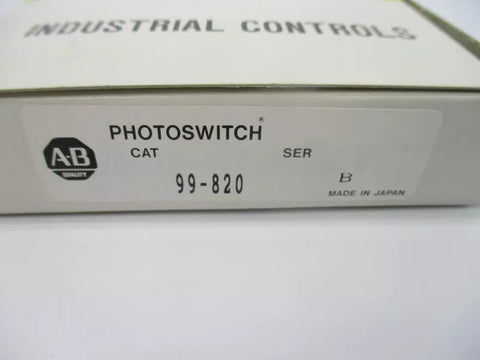 INDUSTRIAL CONTROLS
A-B
QUALITY
PHOTOSWITCH®
CAT SER
99-820 B
MADE IN JAPAN